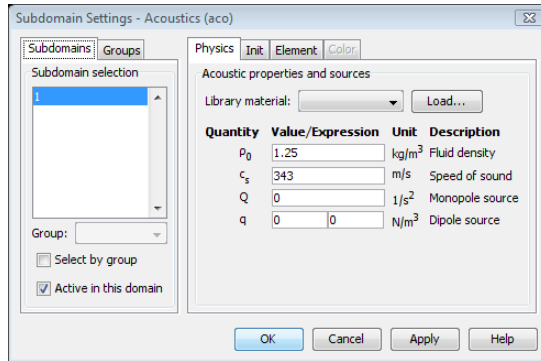 Subdomain Settings - Acoustics (aco)
Subdomains Groups
Subdomain selection
1
Group:
Select by group
Active in this domain
Physics Init Element Color
Acoustic properties and sources
Library material: Load...
Quantity Value/Expression Unit Description
ρ₀ 1.25 kg/m³ Fluid density
cₛ 343 m/s Speed of sound
Q 0 1/s² Monopole source
q 0 0 N/m³ Dipole source
OK Cancel Apply Help